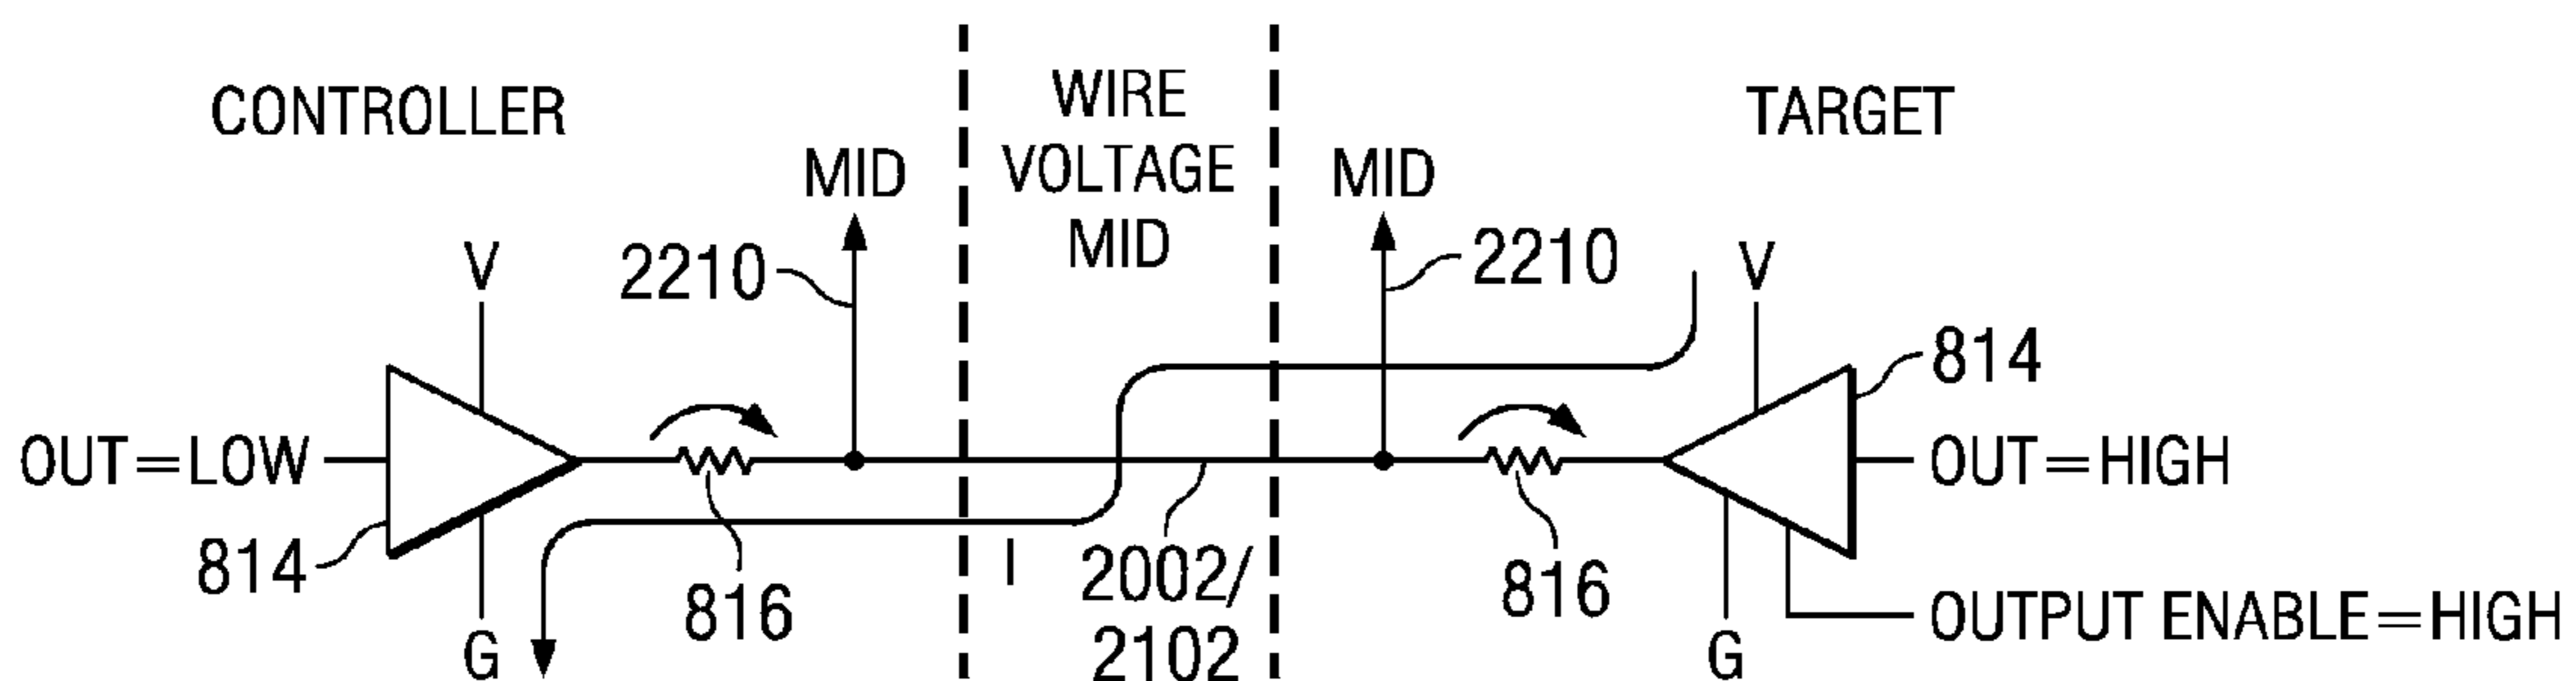 CONTROLLER
WIRE
VOLTAGE
MID
TARGET
MID
MID
V
2210
2210
V
814
OUT=LOW
OUT=HIGH
814
816
I
2002/
2102
816
OUTPUT ENABLE=HIGH
G
G